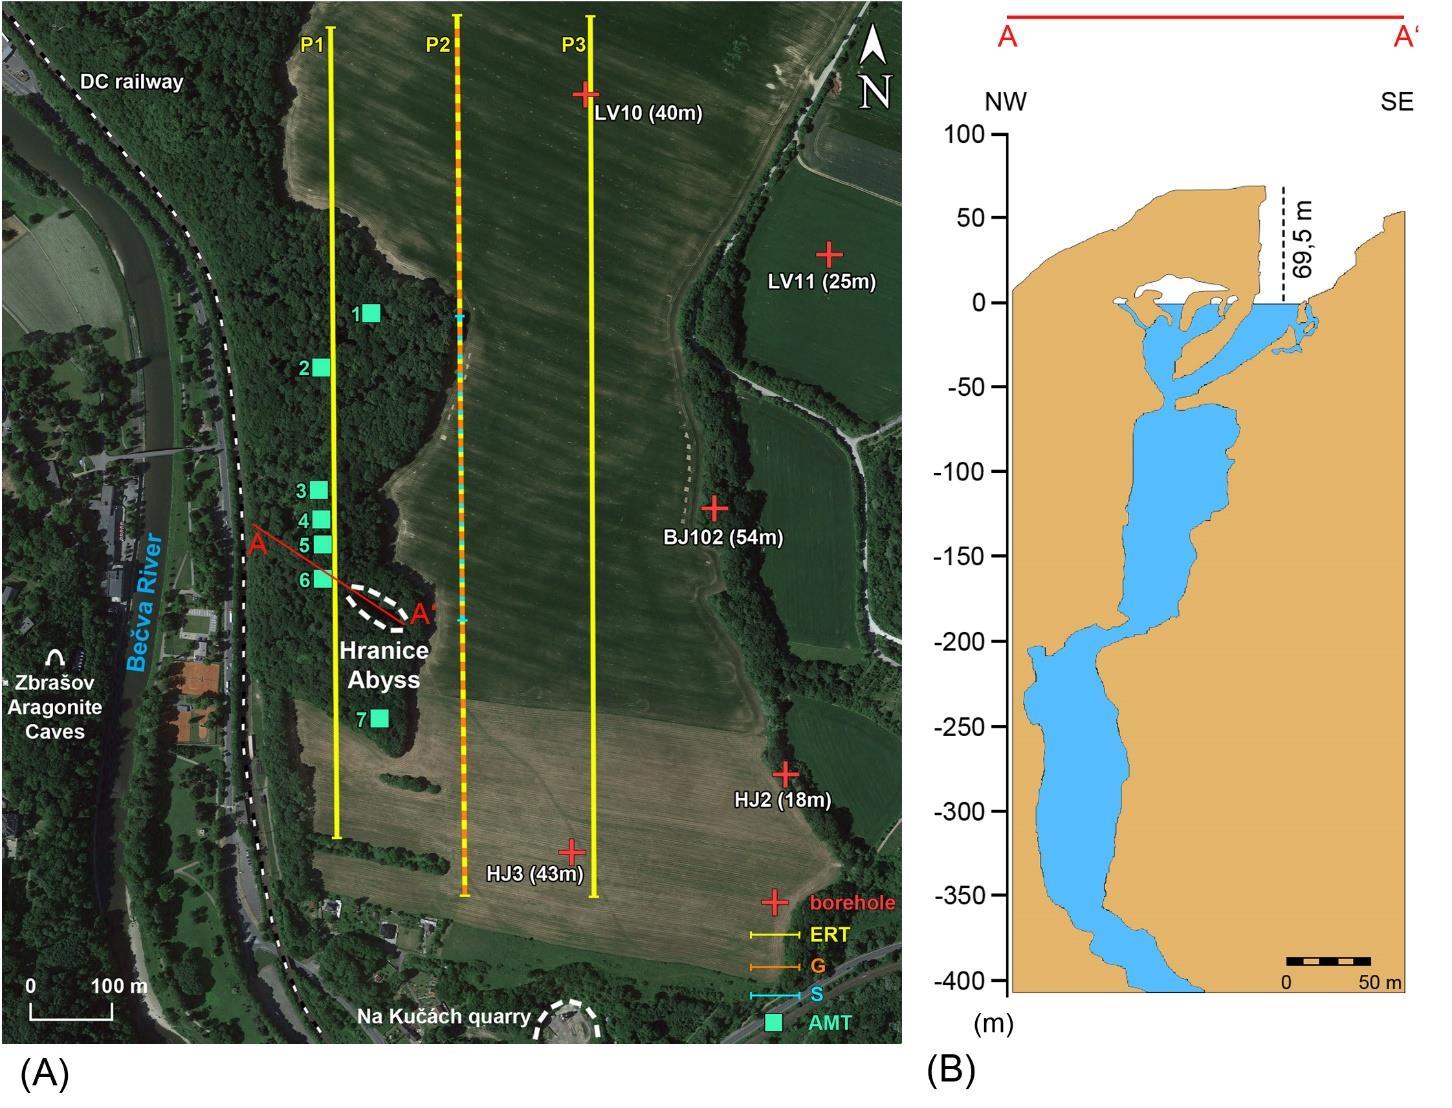 P1
P2
P3
DC railway
N
LV10 (40m)
LV11 (25m)
1
2
3
4
5
6
7
A
A'
BJ102 (54m)
Bečva River
Hranice
Abyss
Zbrašov
Aragonite
Caves
HJ2 (18m)
HJ3 (43m)
borehole
ERT
G
S
AMT
0 100 m
Na Kučách quarry
(A)
A A'
NW SE
100
50
0
-50
-100
-150
-200
-250
-300
-350
-400
(m)
69,5 m
0 50 m
(B)